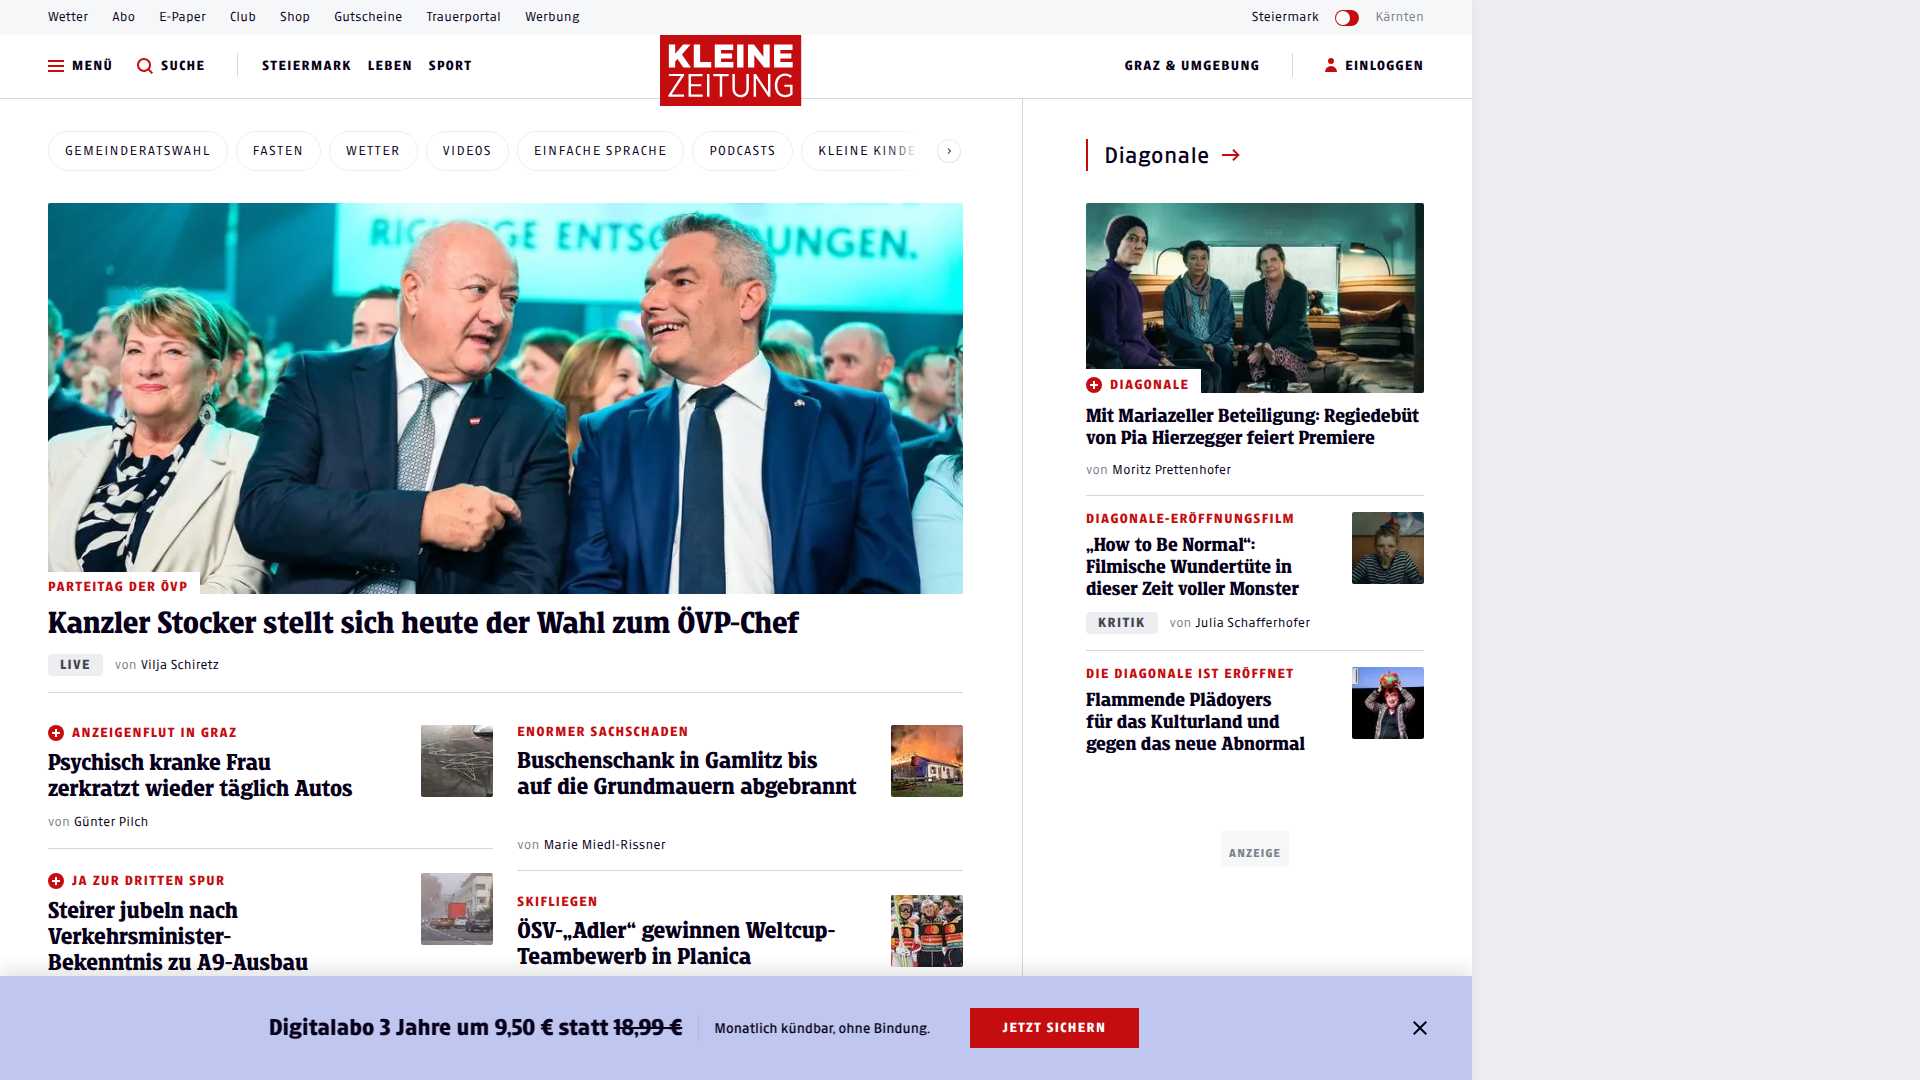 Wetter Abo E-Paper Club Shop Gutscheine Trauerportal Werbung Steiermark Kärnten
MENÜ SUCHE STEIERMARK LEBEN SPORT KLEINE ZEITUNG GRAZ & UMGEBUNG EINLOGGEN
GEMEINDERATSWAHL FASTEN WETTER VIDEOS EINFACHE SPRACHE PODCASTS KLEINE KINDE
PARTEITAG DER ÖVP
Kanzler Stocker stellt sich heute der Wahl zum ÖVP-Chef
LIVE von Vilja Schiretz
ANZEIGENFLUT IN GRAZ
Psychisch kranke Frau
zerkratzt wieder täglich Autos
von Günter Pilch
JA ZUR DRITTEN SPUR
Steirer jubeln nach
Verkehrsminister-
Bekenntnis zu A9-Ausbau
ENORMER SACHSCHADEN
Buschenschank in Gamlitz bis
auf die Grundmauern abgebrannt
von Marie Miedl-Rissner
SKIFLIEGEN
ÖSV-„Adler“ gewinnen Weltcup-
Teambewerb in Planica
Diagonale
DIAGONALE
Mit Mariazeller Beteiligung: Regiedebüt
von Pia Hierzegger feiert Premiere
von Moritz Prettenhofer
DIAGONALE-ERÖFFNUNGSFILM
„How to Be Normal“:
Filmische Wundertüte in
dieser Zeit voller Monster
KRITIK von Julia Schafferhofer
DIE DIAGONALE IST ERÖFFNET
Flammende Plädoyers
für das Kulturland und
gegen das neue Abnormal
ANZEIGE
Digitalabo 3 Jahre um 9,50 € statt 18,99 € Monatlich kündbar, ohne Bindung. JETZT SICHERN